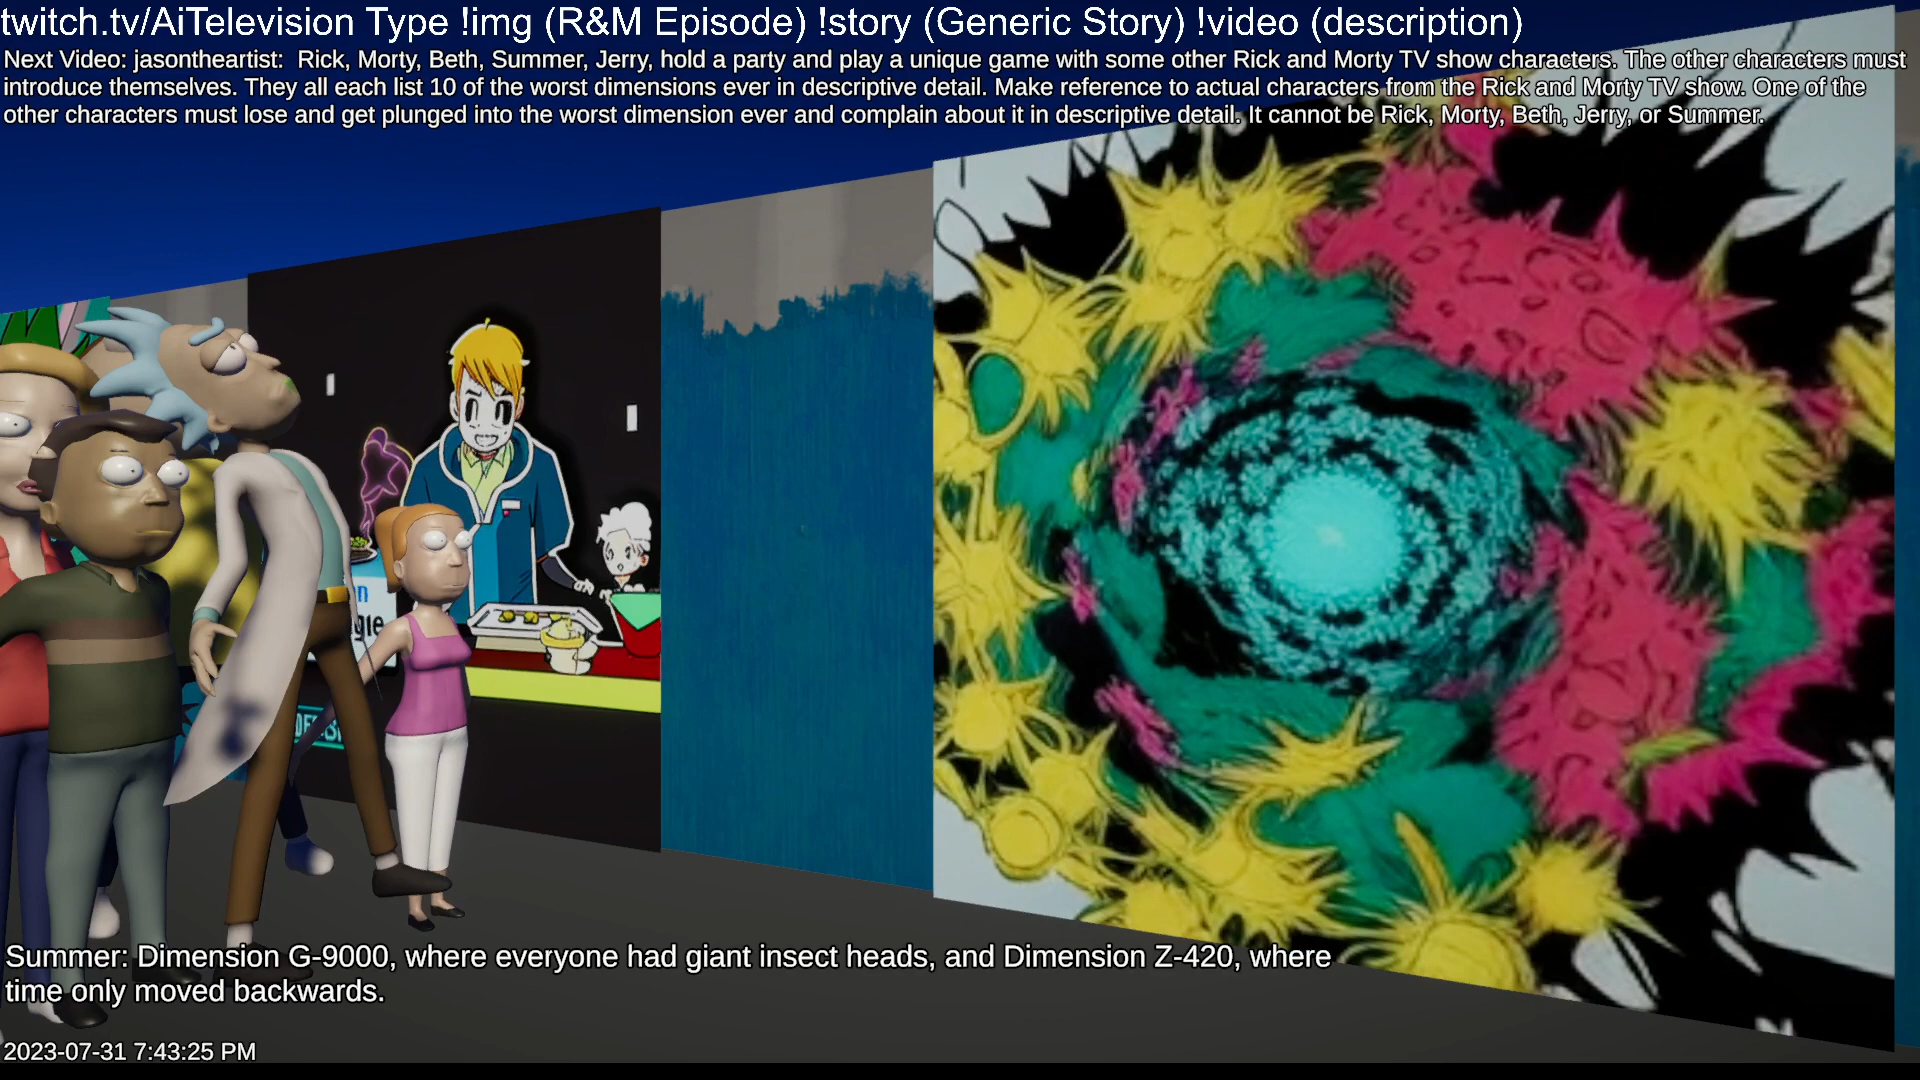 twitch.tv/AiTelevision Type !img (R&M Episode) !story (Generic Story) !video (description)
Next Video: jasontheartist:  Rick, Morty, Beth, Summer, Jerry, hold a party and play a unique game with some other Rick and Morty TV show characters. The other characters must
introduce themselves. They all each list 10 of the worst dimensions ever in descriptive detail. Make reference to actual characters from the Rick and Morty TV show. One of the
other characters must lose and get plunged into the worst dimension ever and complain about it in descriptive detail. It cannot be Rick, Morty, Beth, Jerry, or Summer.
Summer: Dimension G-9000, where everyone had giant insect heads, and Dimension Z-420, where
time only moved backwards.
2023-07-31 7:43:25 PM